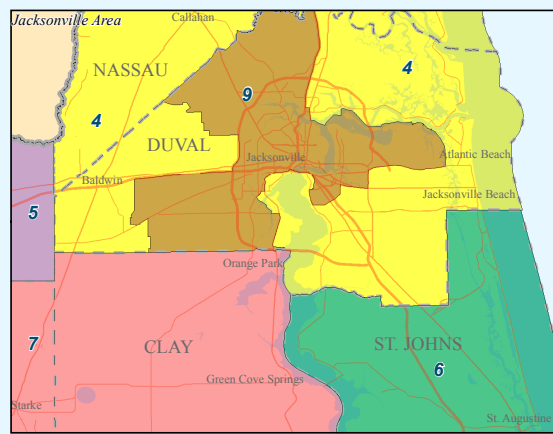 Jacksonville Area
Callahan
NASSAU
4
9
4
DUVAL
Jacksonville
Atlantic Beach
Baldwin
Jacksonville Beach
5
Orange Park
7
CLAY
ST. JOHNS
6
Green Cove Springs
Starke
St. Augustine